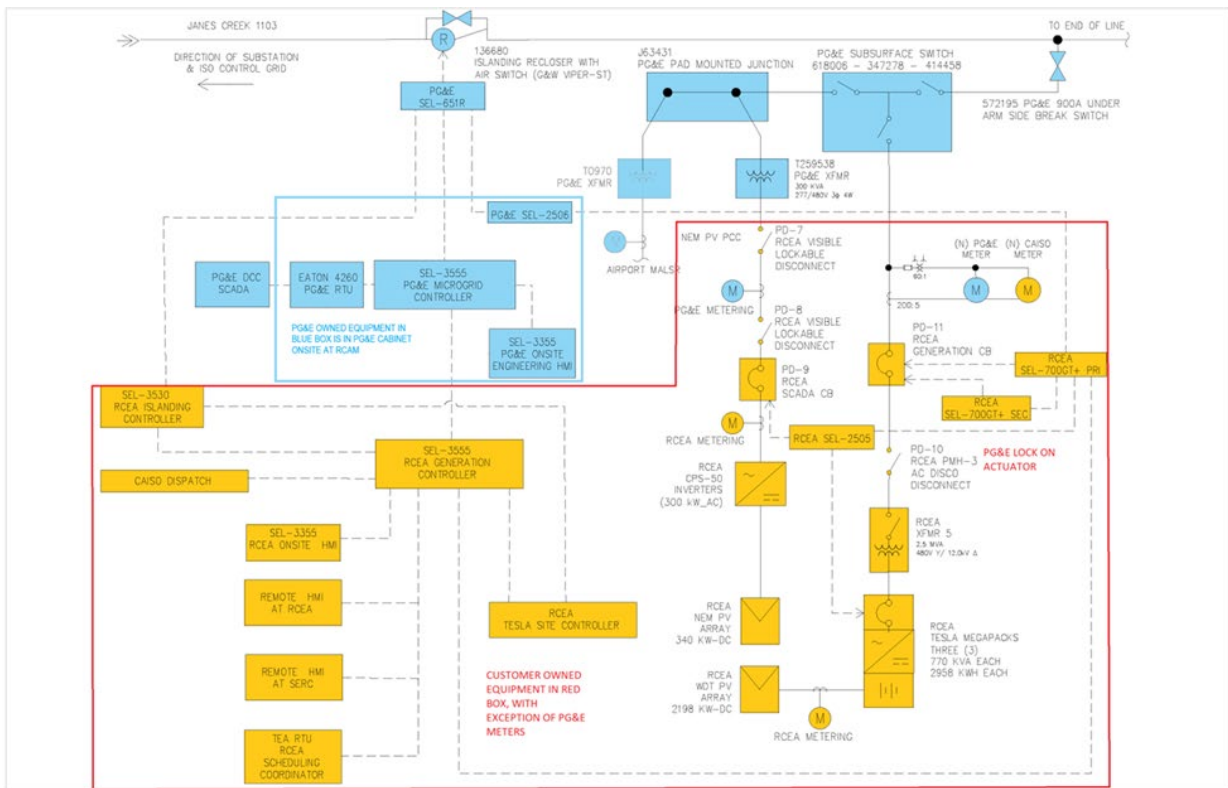 JANES CREEK 1103
DIRECTION OF SUBSTATION
& ISO CONTROL GRID
R
136680
ISLANDING RECLOSER WITH
AIR SWITCH (G&W VIPER-ST)
PG&E
SEL-651R
J63431
PG&E PAD MOUNTED JUNCTION
PG&E SUBSURFACE SWITCH
618006 - 347278 - 414458
TO END OF LINE
572195 PG&E 900A UNDER
ARM SIDE BREAK SWITCH
T0970
PG&E XFMR
T259538
PG&E XFMR
300 KVA
277/480V 3φ 4W
PG&E SEL-2506
PG&E DCC
SCADA
EATON 4260
PG&E RTU
SEL-3555
PG&E MICROGRID
CONTROLLER
PG&E OWNED EQUIPMENT IN
BLUE BOX IS IN PG&E CABINET
ONSITE AT RCAM
SEL-3355
PG&E ONSITE
ENGINEERING HMI
M
AIRPORT MALSR
NEM PV PCC
PD-7
RCEA VISIBLE
LOCKABLE
DISCONNECT
M
PG&E METERING
PD-8
RCEA VISIBLE
LOCKABLE
DISCONNECT
PD-9
RCEA
SCADA CB
M
RCEA METERING
(N) PG&E
METER
(N) CAISO
METER
60:1
M
M
200:5
PD-11
RCEA
GENERATION CB
RCEA
SEL-700GT+ PRI
RCEA
SEL-700GT+ SEC
RCEA SEL-2505
PG&E LOCK ON
ACTUATOR
PD-10
RCEA PMH-3
AC DISCO
DISCONNECT
SEL-3530
RCEA ISLANDING
CONTROLLER
SEL-3555
RCEA GENERATION
CONTROLLER
CAISO DISPATCH
SEL-3355
RCEA ONSITE HMI
REMOTE HMI
AT RCEA
REMOTE HMI
AT SERC
TEA RTU
RCEA
SCHEDULING
COORDINATOR
RCEA
TESLA SITE CONTROLLER
CUSTOMER OWNED
EQUIPMENT IN RED
BOX, WITH
EXCEPTION OF PG&E
METERS
RCEA
CPS-50
INVERTERS
(300 kW_AC)
RCEA
XFMR 5
2.5 MVA
480V Y/ 12.0kV Δ
RCEA
NEM PV
ARRAY
340 KW-DC
RCEA
TESLA MEGAPACKS
THREE (3)
770 KVA EACH
2958 KWH EACH
RCEA
WDT PV
ARRAY
2198 KW-DC
M
RCEA METERING